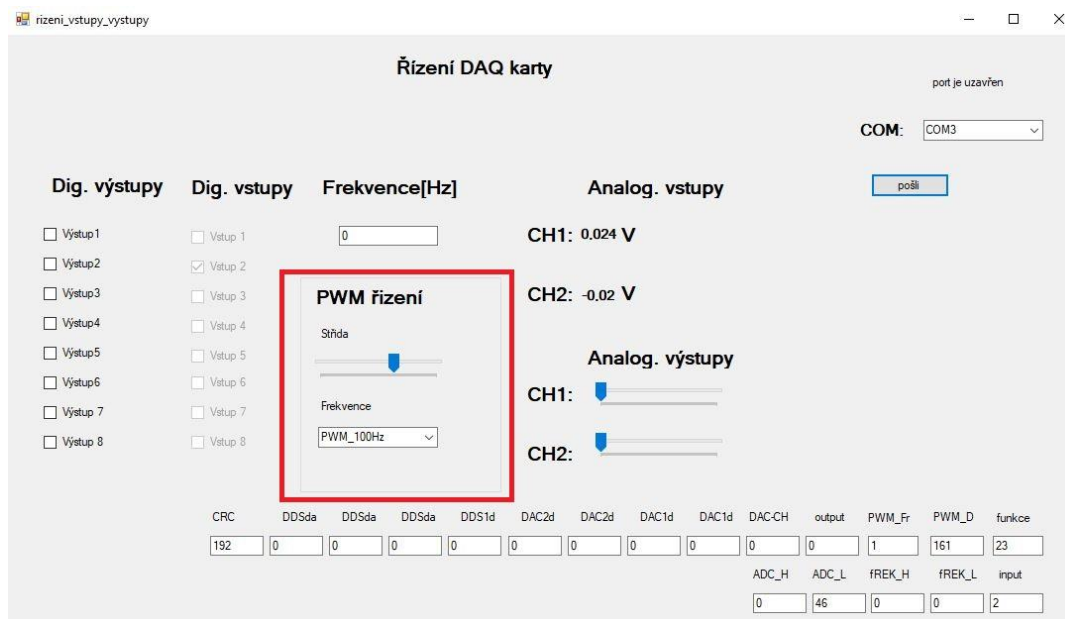 rizeni_vstupy_vystupy
Řízení DAQ karty
port je uzavřen
COM: COM3
Dig. výstupy Dig. vstupy Frekvence[Hz] Analog. vstupy pošli
Výstup1 Vstup 1 0 CH1: 0,024 V
Výstup2 Vstup 2
Výstup3 Vstup 3 PWM řizení CH2: -0,02 V
Výstup4 Vstup 4 Střída
Výstup5 Vstup 5 Analog. výstupy
Výstup6 Vstup 6 CH1:
Výstup 7 Vstup 7 Frekvence
Výstup 8 Vstup 8 PWM_100Hz CH2:
CRC DDSda DDSda DDSda DDS1d DAC2d DAC2d DAC1d DAC1d DAC-CH output PWM_Fr PWM_D funkce
192 0 0 0 0 0 0 0 0 0 0 1 161 23
ADC_H ADC_L fREK_H fREK_L input
0 46 0 0 2